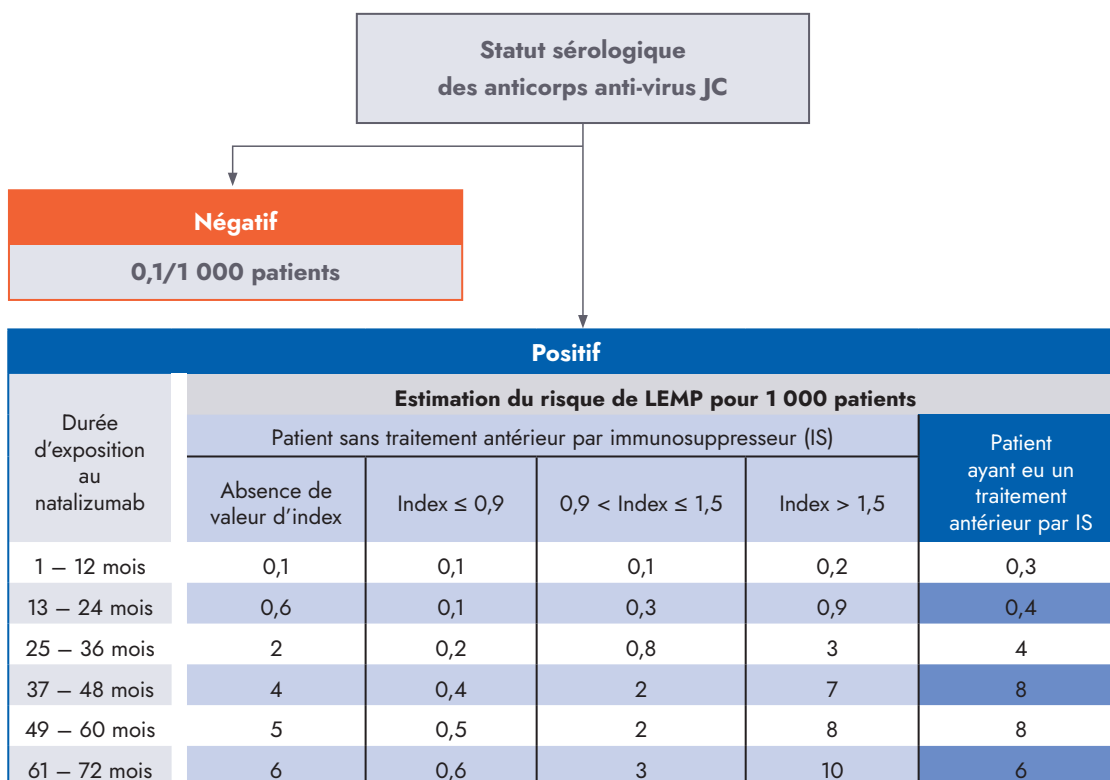 Statut sérologique
des anticorps anti-virus JC
Négatif
0,1/1 000 patients
Positif
Durée
d'exposition
au
natalizumab
Estimation du risque de LEMP pour 1 000 patients
Patient sans traitement antérieur par immunosuppresseur (IS)
Patient
ayant eu un
traitement
antérieur par IS
Absence de
valeur d'index
Index ≤ 0,9
0,9 < Index ≤ 1,5
Index > 1,5
1 – 12 mois 0,1 0,1 0,1 0,2 0,3
13 – 24 mois 0,6 0,1 0,3 0,9 0,4
25 – 36 mois 2 0,2 0,8 3 4
37 – 48 mois 4 0,4 2 7 8
49 – 60 mois 5 0,5 2 8 8
61 – 72 mois 6 0,6 3 10 6